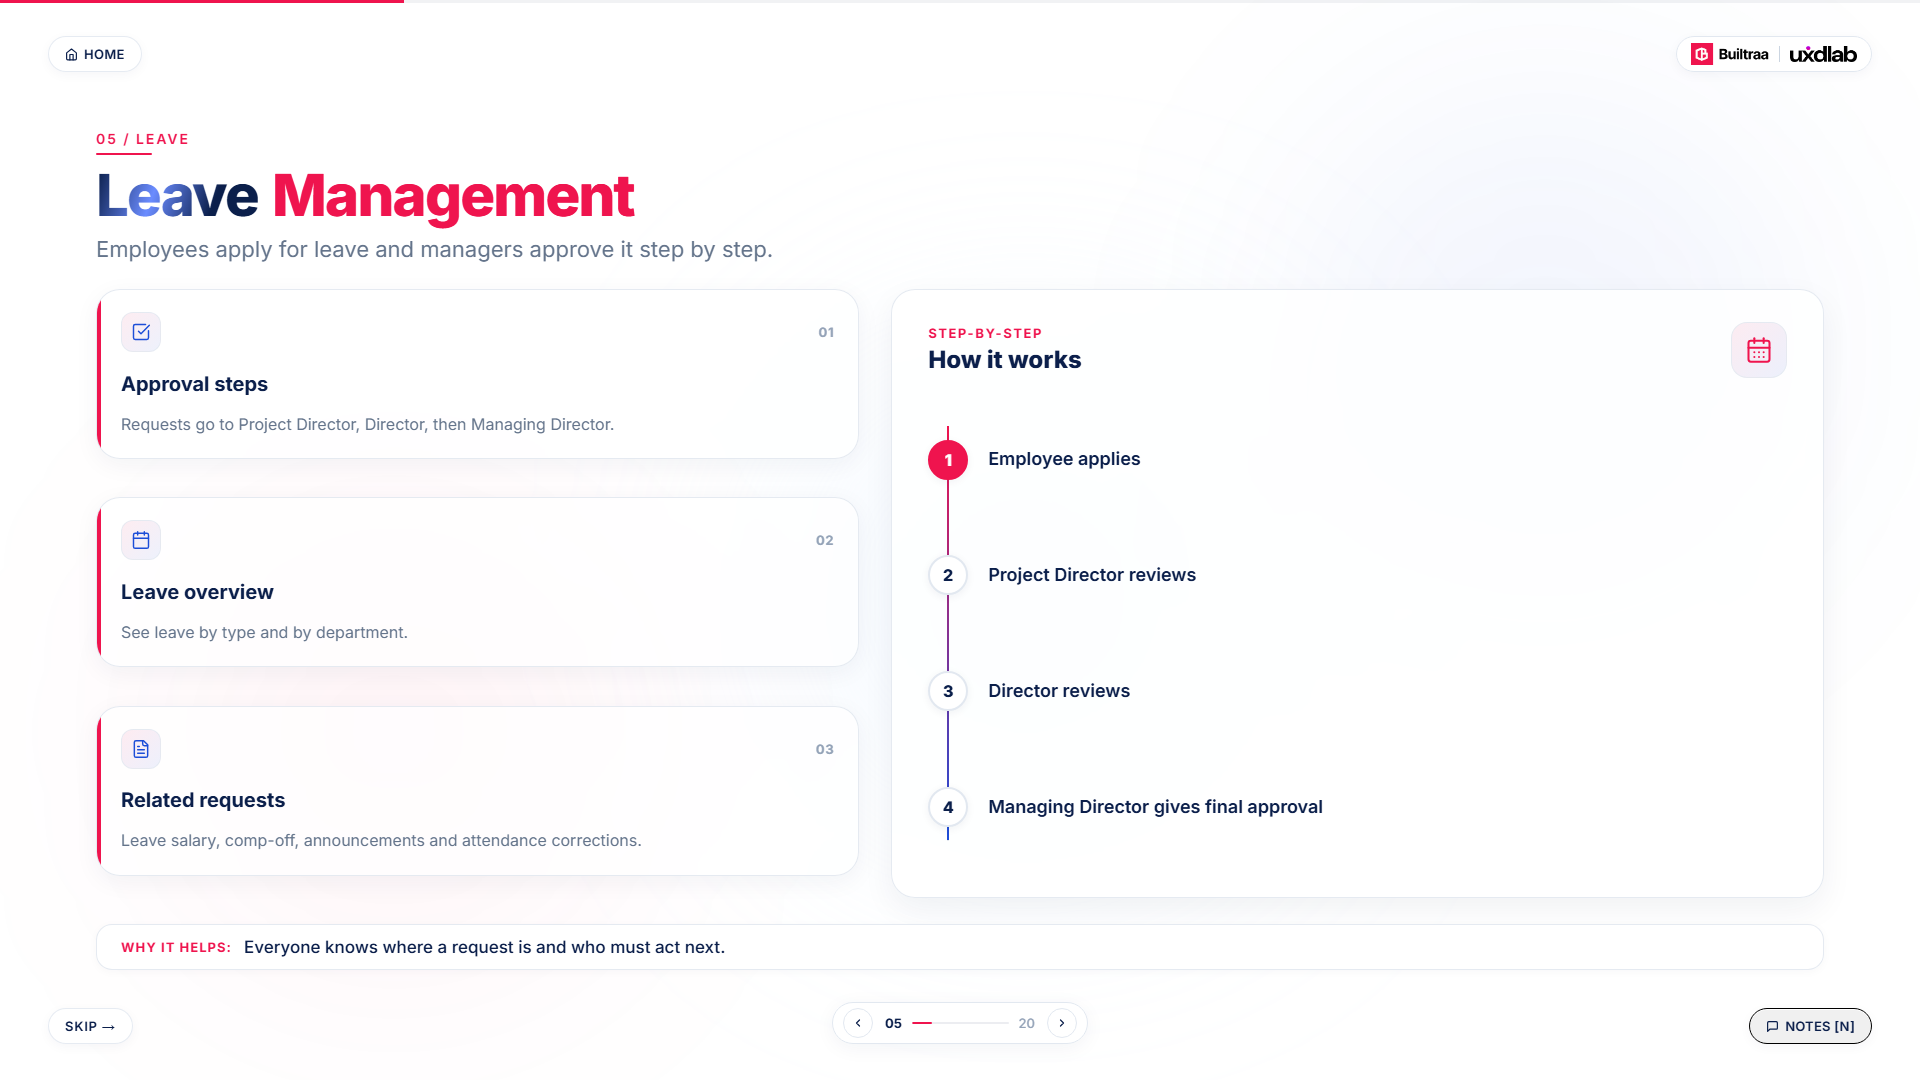 HOME
Builtraa
uxdlab
05 / LEAVE
Leave Management
Employees apply for leave and managers approve it step by step.
01
Approval steps
Requests go to Project Director, Director, then Managing Director.
02
Leave overview
See leave by type and by department.
03
Related requests
Leave salary, comp-off, announcements and attendance corrections.
STEP-BY-STEP
How it works
1 Employee applies
2 Project Director reviews
3 Director reviews
4 Managing Director gives final approval
WHY IT HELPS: Everyone knows where a request is and who must act next.
SKIP →
05 20
NOTES [N]